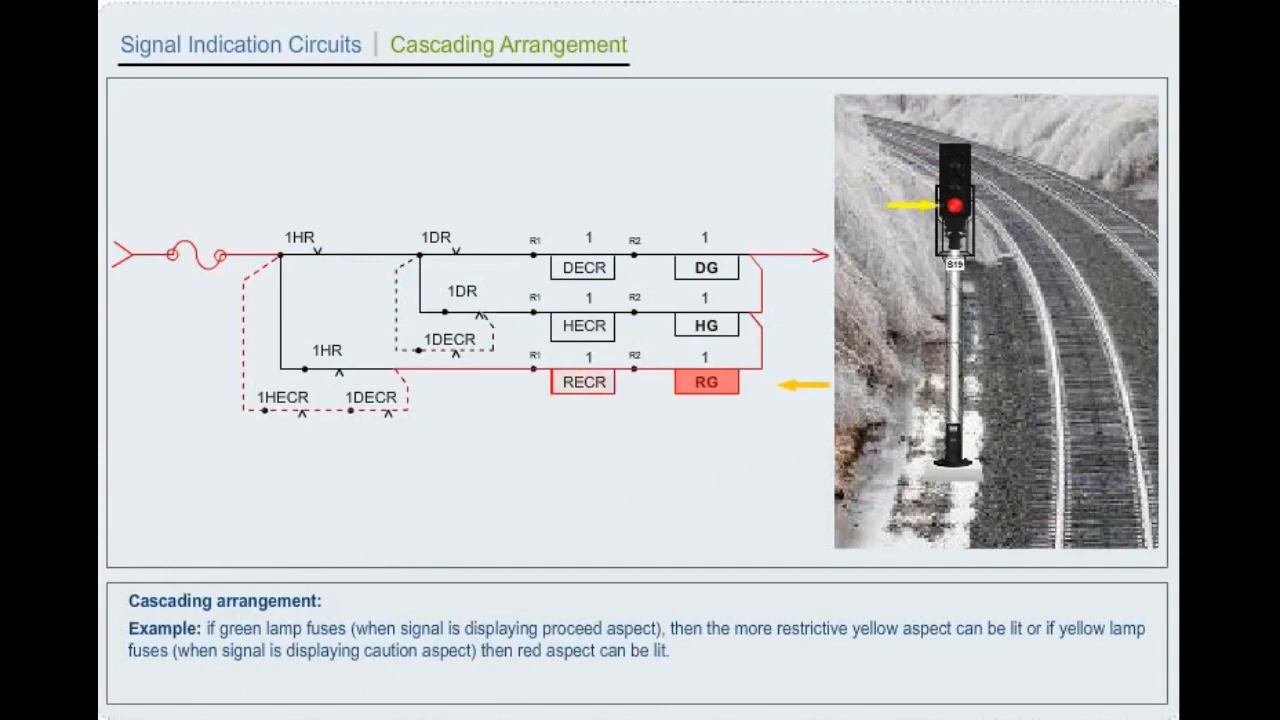 Signal Indication Circuits | Cascading Arrangement
1HR 1DR R1 1 R2 1
DECR DG
1DR R1 1 R2 1
HECR HG
1DECR
1HR R1 1 R2 1
RECR RG
1HECR 1DECR
S19
Cascading arrangement:
Example: if green lamp fuses (when signal is displaying proceed aspect), then the more restrictive yellow aspect can be lit or if yellow lamp
fuses (when signal is displaying caution aspect) then red aspect can be lit.